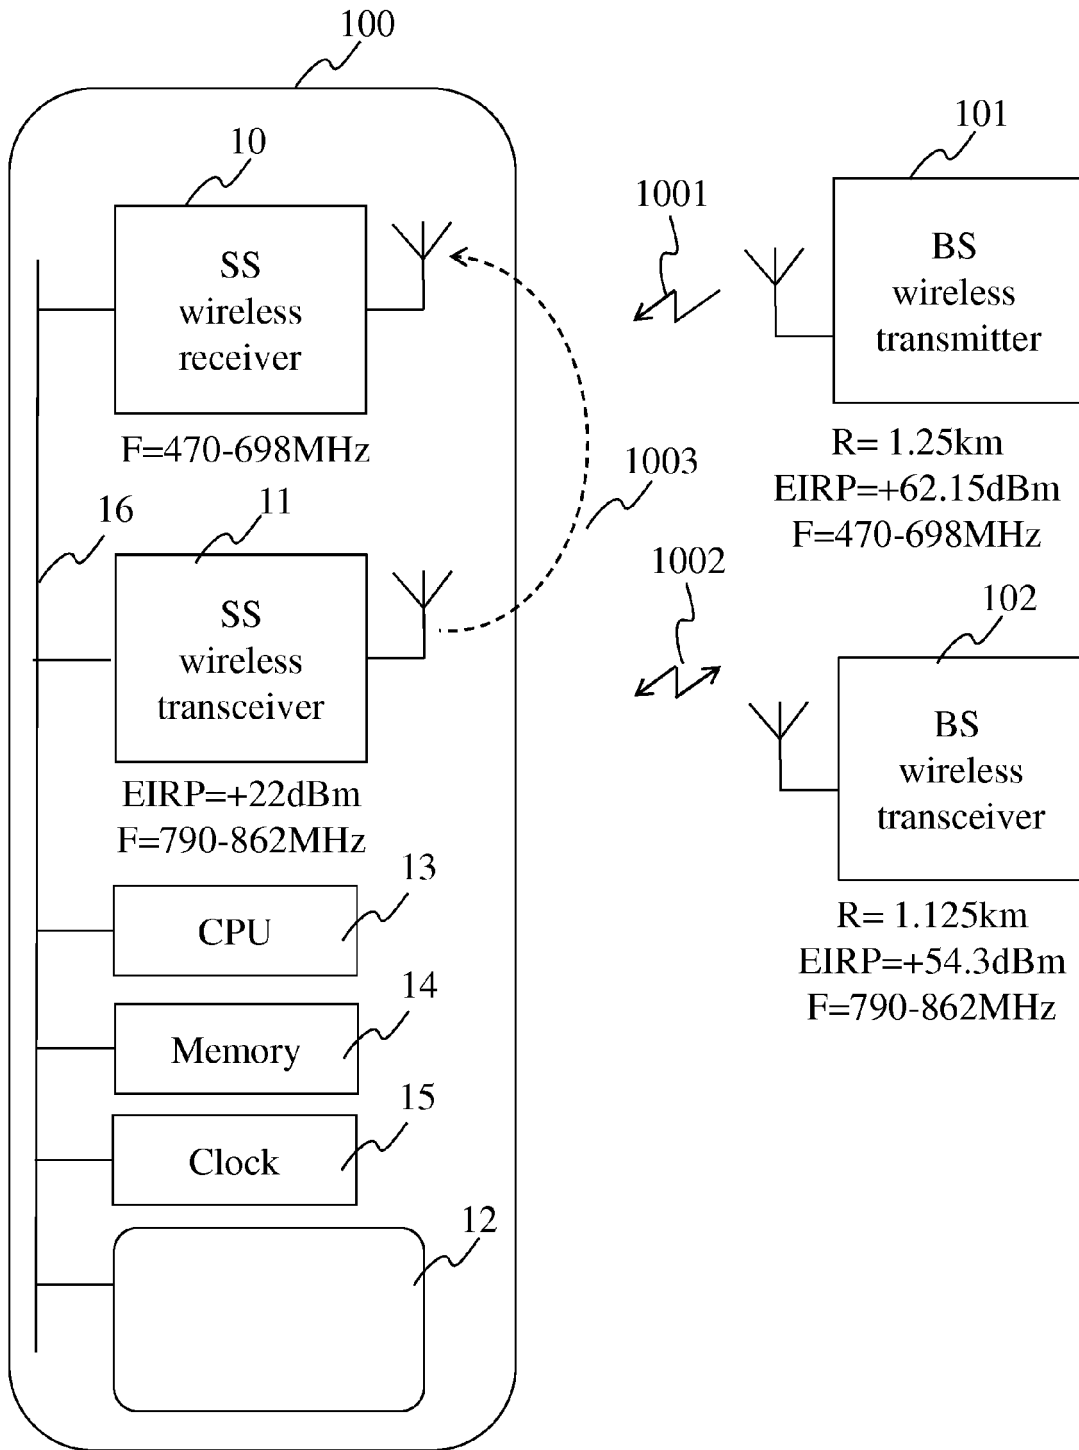 100
10
SS
wireless
receiver
F=470-698MHz
16
11
SS
wireless
transceiver
EIRP=+22dBm
F=790-862MHz
13
CPU
14
Memory
15
Clock
12
1001
1003
1002
101
BS
wireless
transmitter
R= 1.25km
EIRP=+62.15dBm
F=470-698MHz
102
BS
wireless
transceiver
R= 1.125km
EIRP=+54.3dBm
F=790-862MHz